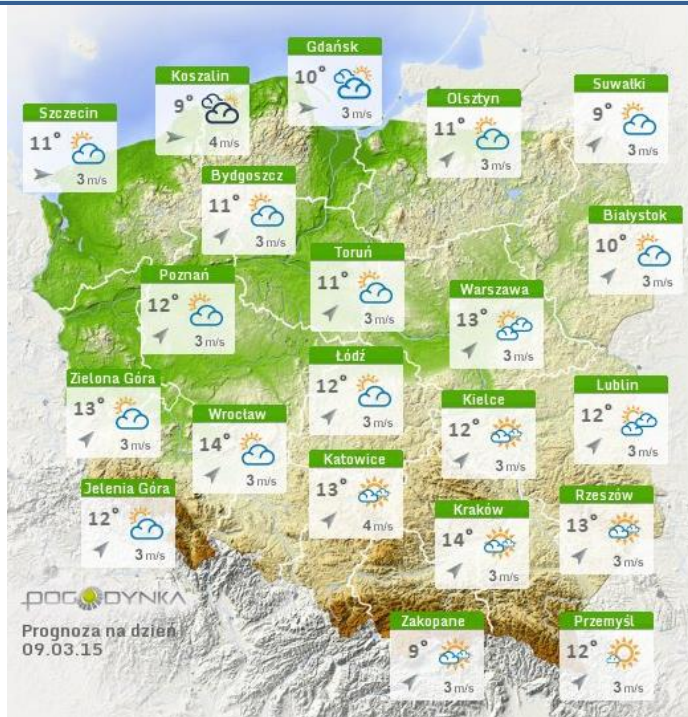 Gdańsk
10°
3 m/s
Koszalin
9°
4 m/s
Suwałki
9°
3 m/s
Olsztyn
11°
3 m/s
Szczecin
11°
3 m/s
Bydgoszcz
11°
3 m/s
Białystok
10°
3 m/s
Toruń
11°
3 m/s
Poznań
12°
3 m/s
Warszawa
13°
3 m/s
Łódź
12°
3 m/s
Zielona Góra
13°
3 m/s
Lublin
12°
3 m/s
Kielce
12°
3 m/s
Wrocław
14°
3 m/s
Katowice
13°
4 m/s
Jelenia Góra
12°
3 m/s
Rzeszów
13°
3 m/s
Kraków
14°
3 m/s
POGODYNKA
Prognoza na dzień
09.03.15
Zakopane
9°
3 m/s
Przemyśl
12°
3 m/s